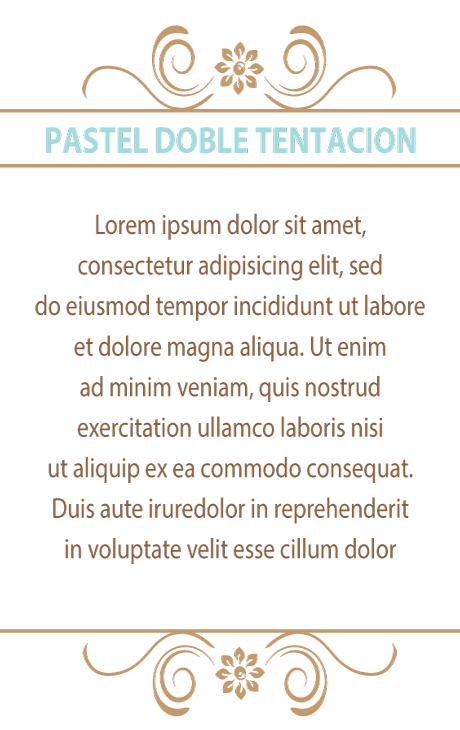 PASTEL DOBLE TENTACION
Lorem ipsum dolor sit amet,
consectetur adipisicing elit, sed
do eiusmod tempor incididunt ut labore
et dolore magna aliqua. Ut enim
ad minim veniam, quis nostrud
exercitation ullamco laboris nisi
ut aliquip ex ea commodo consequat.
Duis aute iruredolor in reprehenderit
in voluptate velit esse cillum dolor